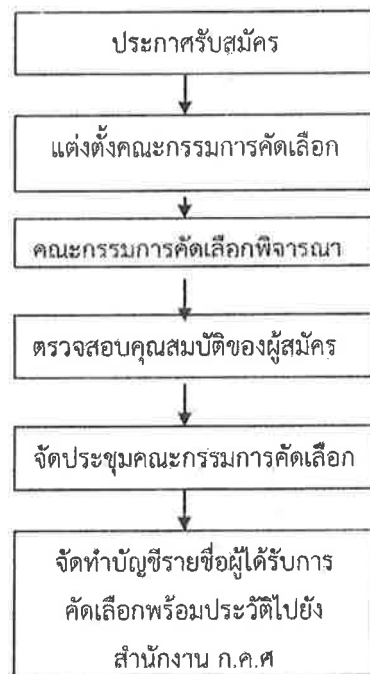 ประกาศรับสมัคร
แต่งตั้งคณะกรรมการคัดเลือก
คณะกรรมการคัดเลือกพิจารณา
ตรวจสอบคุณสมบัติของผู้สมัคร
จัดประชุมคณะกรรมการคัดเลือก
จัดทำบัญชีรายชื่อผู้ได้รับการ
คัดเลือกพร้อมประวัติไปยัง
สำนักงาน ก.ค.ศ